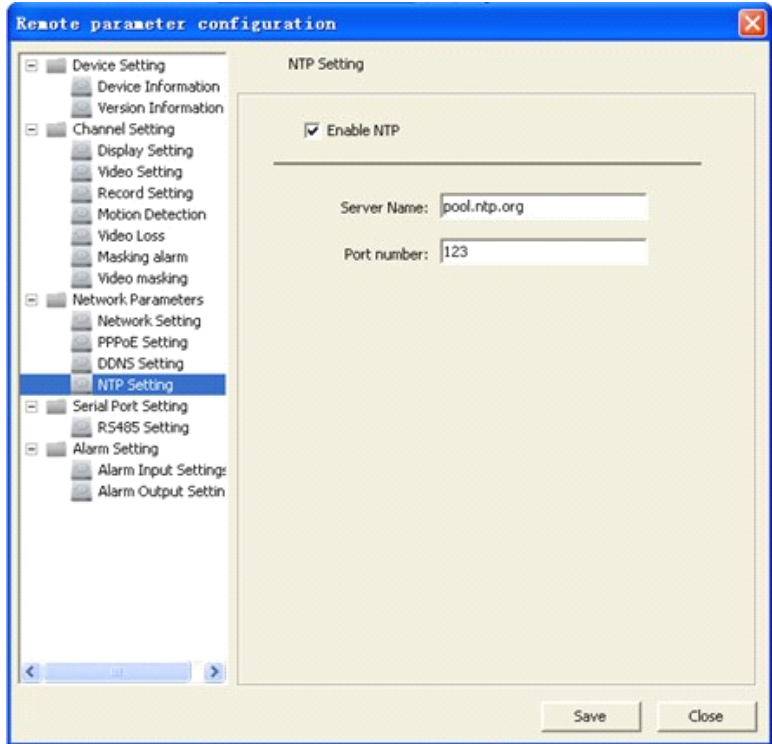 Remote parameter configuration
Device Setting
Device Information
Version Information
Channel Setting
Display Setting
Video Setting
Record Setting
Motion Detection
Video Loss
Masking alarm
Video masking
Network Parameters
Network Setting
PPPoE Setting
DDNS Setting
NTP Setting
Serial Port Setting
RS485 Setting
Alarm Setting
Alarm Input Settings
Alarm Output Settin
NTP Setting
Enable NTP
Server Name: pool.ntp.org
Port number: 123
Save Close